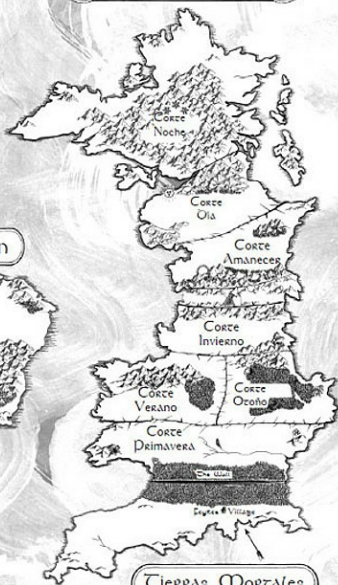 Corte
Noche
Corte
Día
Corte
Amanecer
Corte
Invierno
Corte
Verano
Corte
Otoño
Corte
Primavera
The Wall
Village
Tierras Mortales